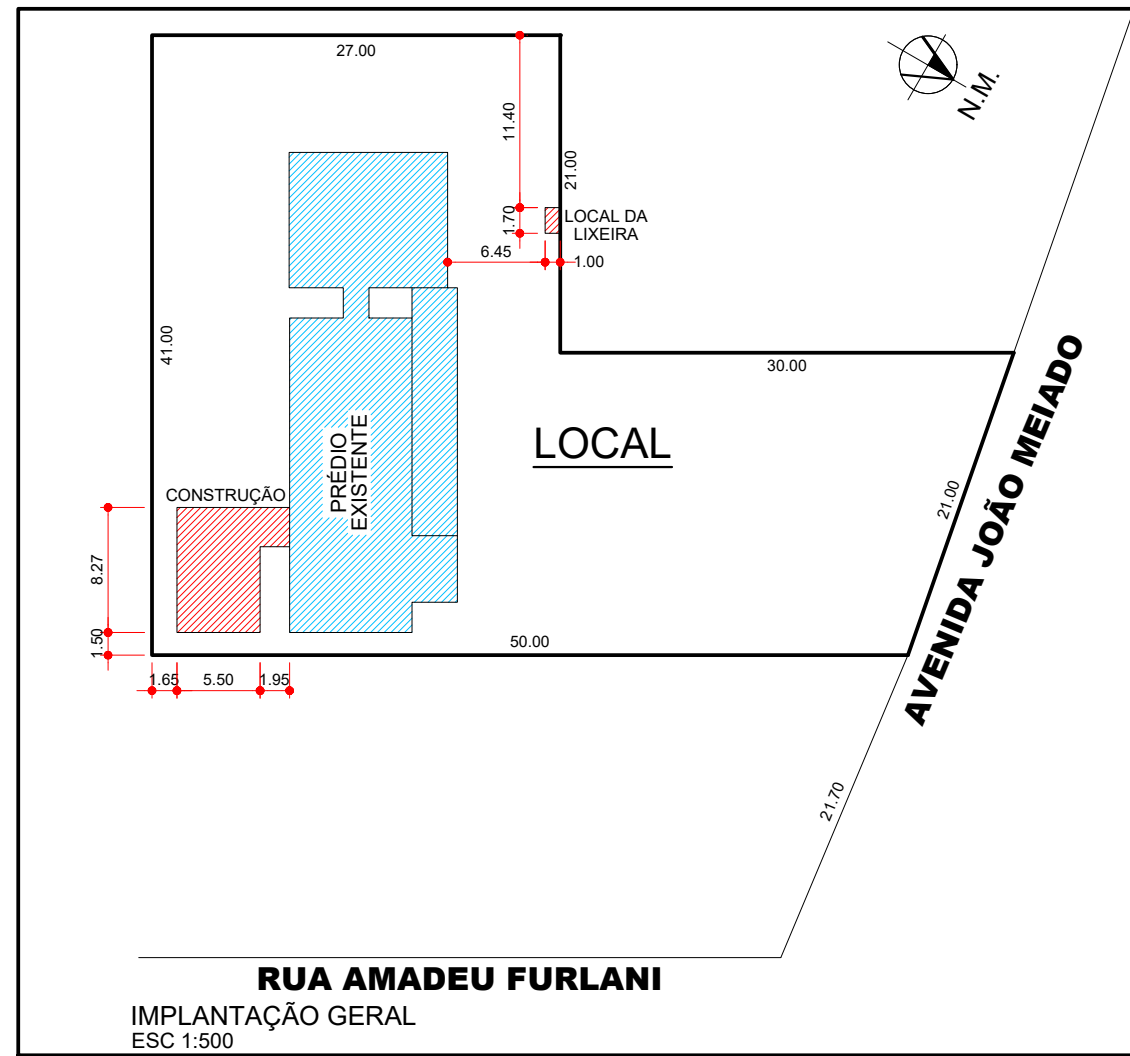 27.00
N.M.
11.40
21.00
1.70
LOCAL DA
LIXEIRA
6.45
1.00
41.00
30.00
LOCAL
PRÉDIO
EXISTENTE
CONSTRUÇÃO
21.00
AVENIDA JOÃO MEIADO
8.27
1.50
50.00
1.65
5.50
1.95
21.70
RUA AMADEU FURLANI
IMPLANTAÇÃO GERAL
ESC 1:500